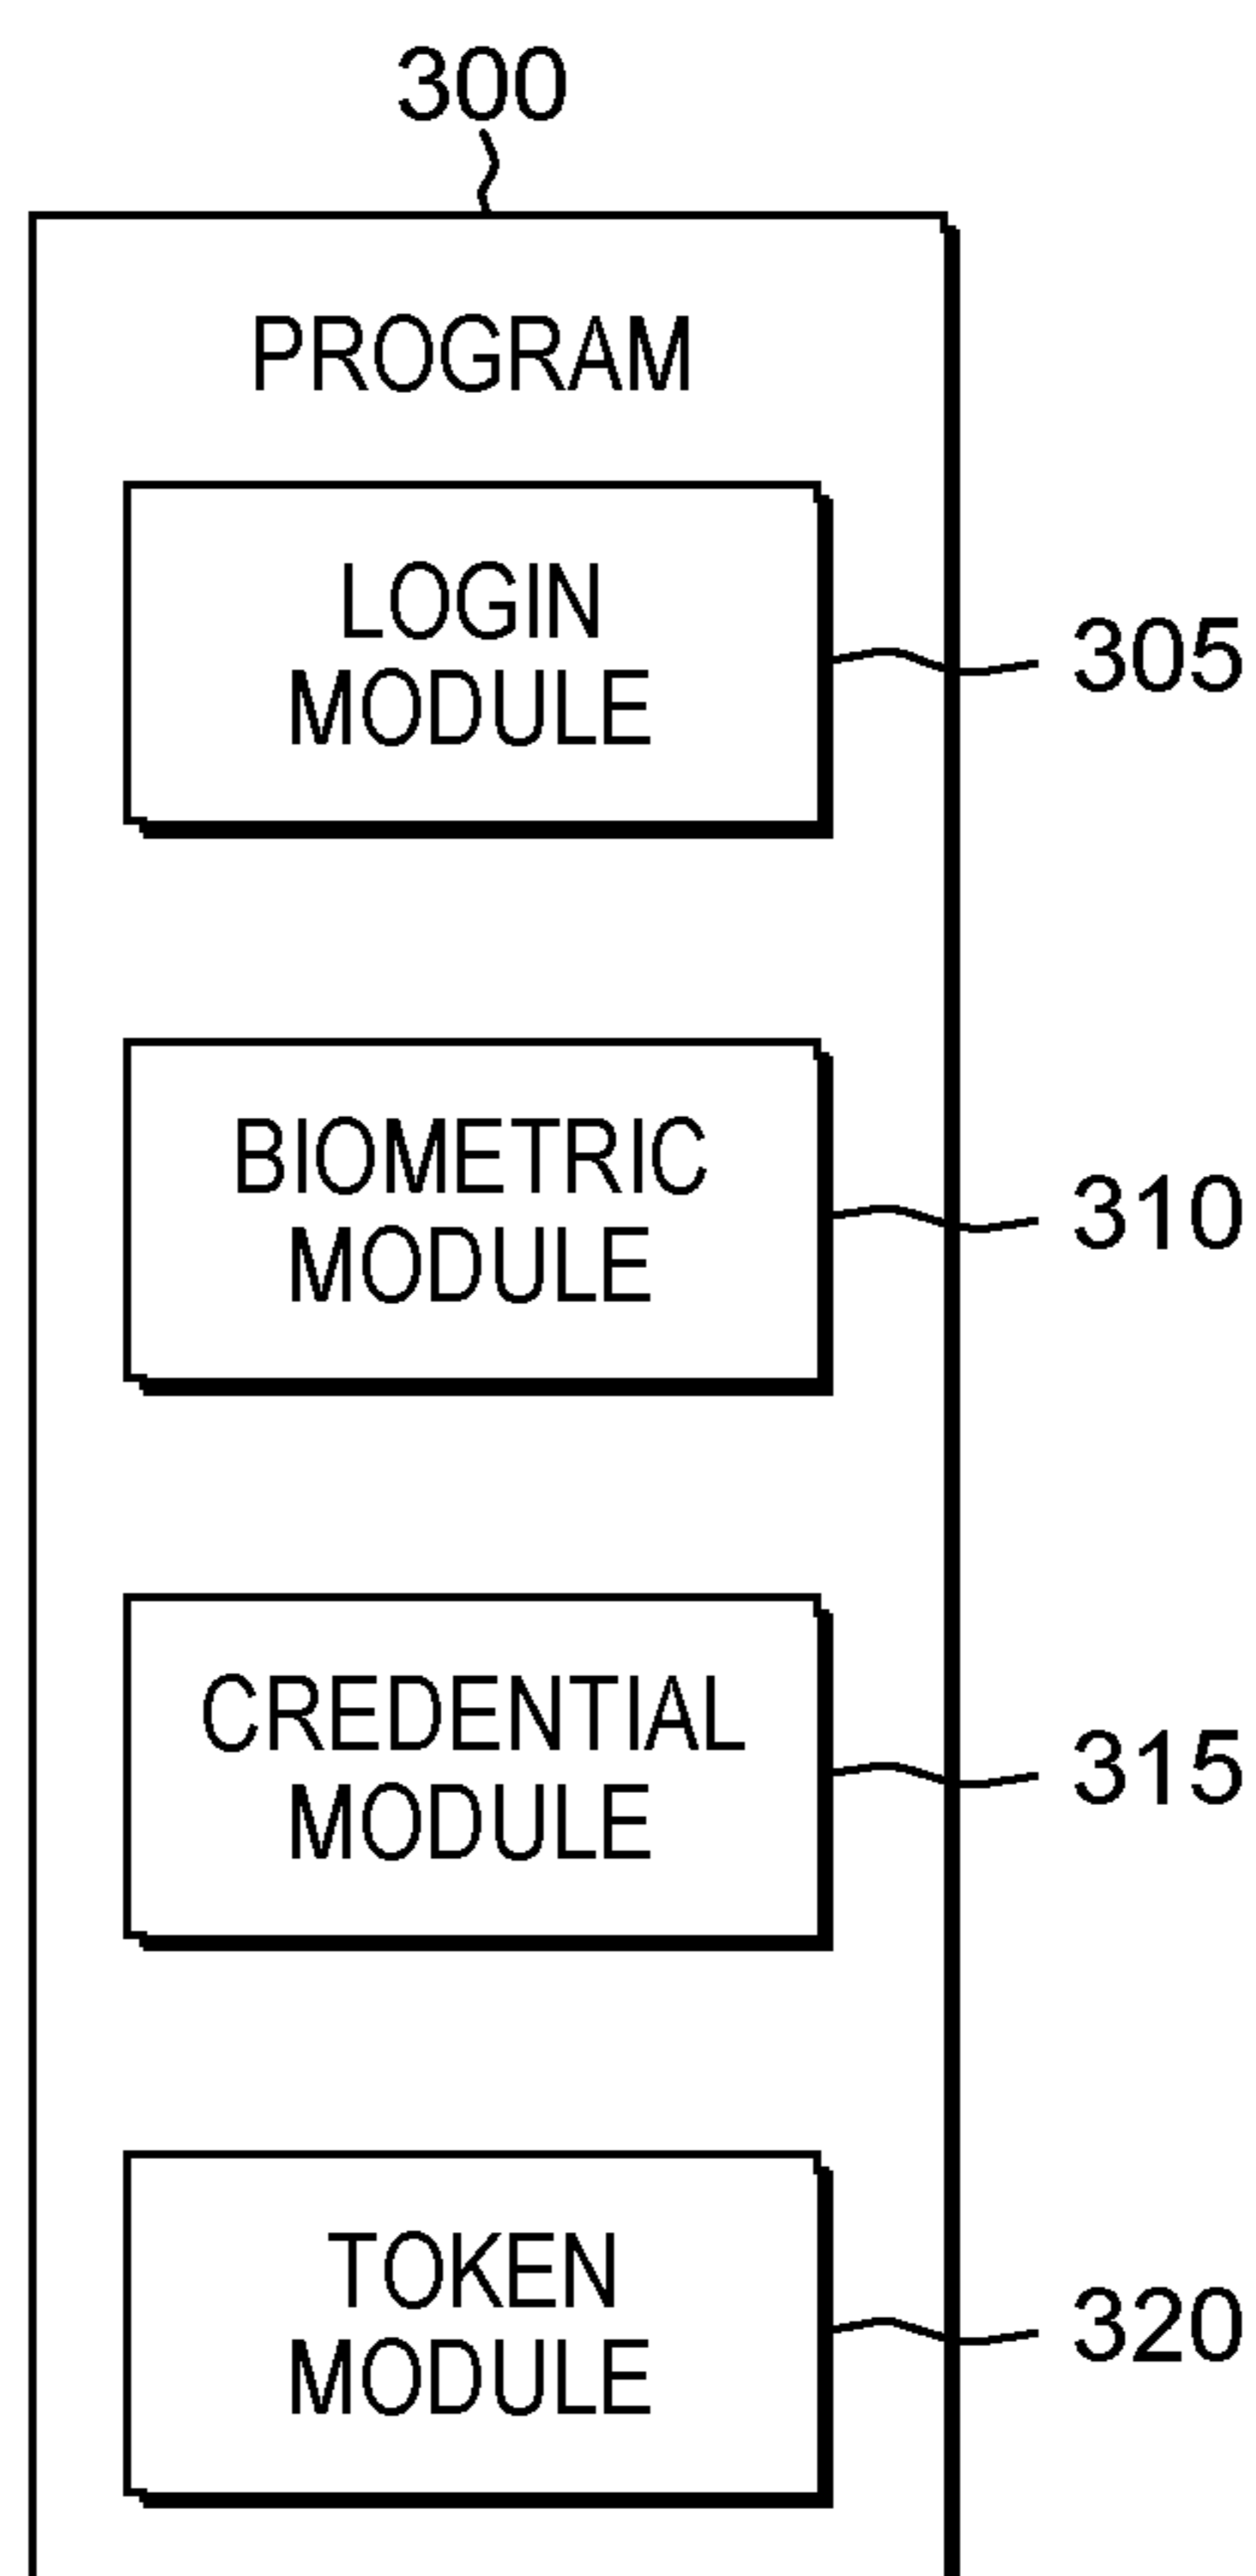 300
PROGRAM
LOGIN
MODULE
305
BIOMETRIC
MODULE
310
CREDENTIAL
MODULE
315
TOKEN
MODULE
320